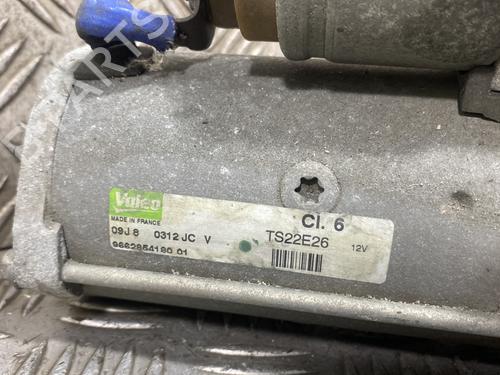 Valeo
MADE IN FRANCE
Cl. 6
09J 8 0312 JC V
TS22E26 12V
9662854180 01